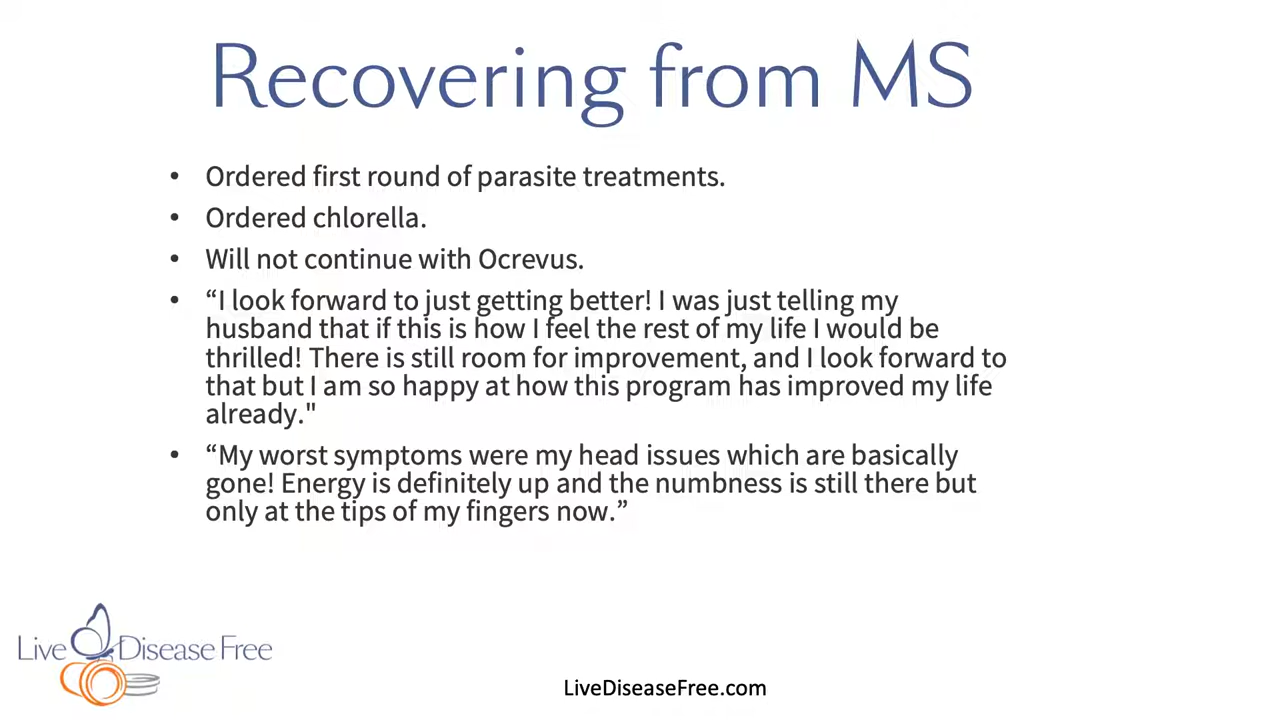 Recovering from MS
• Ordered first round of parasite treatments.
• Ordered chlorella.
• Will not continue with Ocrevus.
• “I look forward to just getting better! I was just telling my
husband that if this is how I feel the rest of my life I would be
thrilled! There is still room for improvement, and I look forward to
that but I am so happy at how this program has improved my life
already."
• “My worst symptoms were my head issues which are basically
gone! Energy is definitely up and the numbness is still there but
only at the tips of my fingers now.”
Live Disease Free
LiveDiseaseFree.com